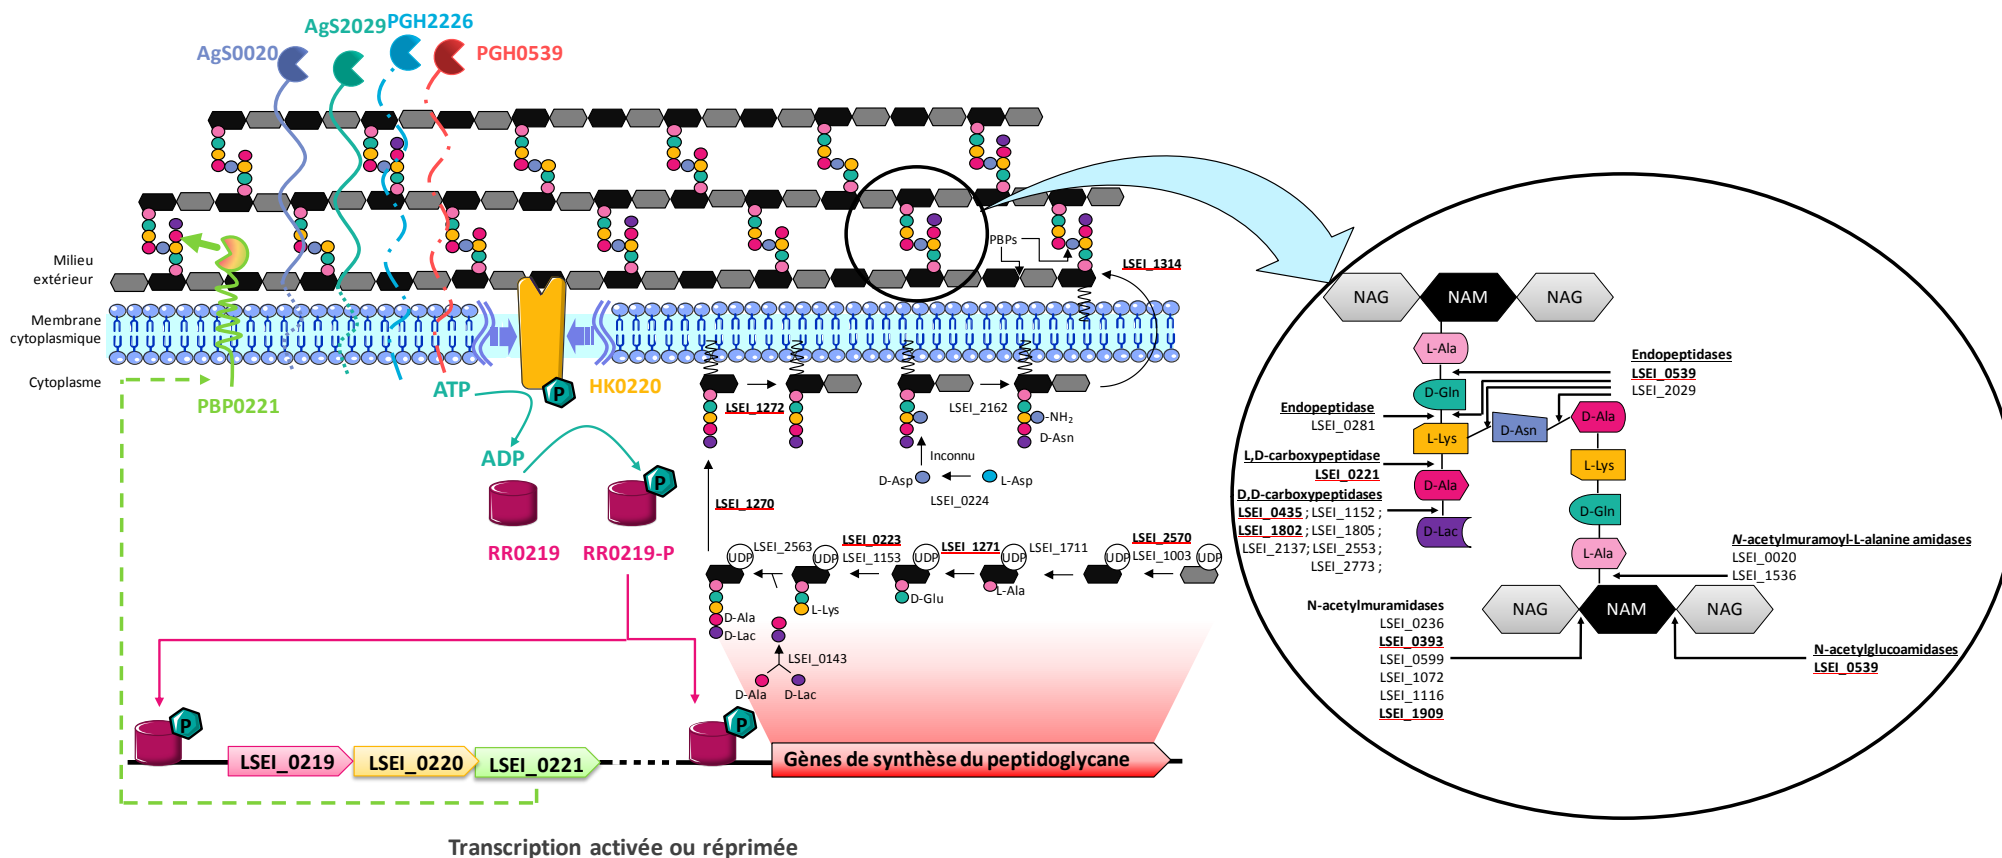 AgS0020
AgS2029
PGH2226
PGH0539
Milieu
extérieur
Membrane
cytoplasmique
Cytoplasme
PBP0221
ATP
ADP
HK0220
P
RR0219
RR0219-P
P
PBPs
LSEI_1314
LSEI_1272
LSEI_2162
-NH2
D-Asn
Inconnu
D-Asp
L-Asp
LSEI_0224
LSEI_1270
UDP
LSEI_2563
UDP
LSEI_0223
LSEI_1153
UDP
LSEI_1271
UDP
LSEI_1711
UDP
LSEI_2570
LSEI_1003
UDP
D-Ala
D-Lac
L-Lys
D-Glu
L-Ala
LSEI_0143
D-Ala
D-Lac
P
P
LSEI_0219
LSEI_0220
LSEI_0221
Gènes de synthèse du peptidoglycane
Transcription activée ou réprimée
NAG
NAM
NAG
L-Ala
D-Gln
L-Lys
D-Ala
D-Lac
D-Asn
D-Ala
L-Lys
D-Gln
L-Ala
NAG
NAM
NAG
Endopeptidases
LSEI_0539
LSEI_2029
Endopeptidase
LSEI_0281
L,D-carboxypeptidase
LSEI_0221
D,D-carboxypeptidases
LSEI_0435 ; LSEI_1152 ;
LSEI_1802 ; LSEI_1805 ;
LSEI_2137; LSEI_2553 ;
LSEI_2773 ;
N-acetylmuramoyl-L-alanine amidases
LSEI_0020
LSEI_1536
N-acetylmuramidases
LSEI_0236
LSEI_0393
LSEI_0599
LSEI_1072
LSEI_1116
LSEI_1909
N-acetylglucoamidases
LSEI_0539